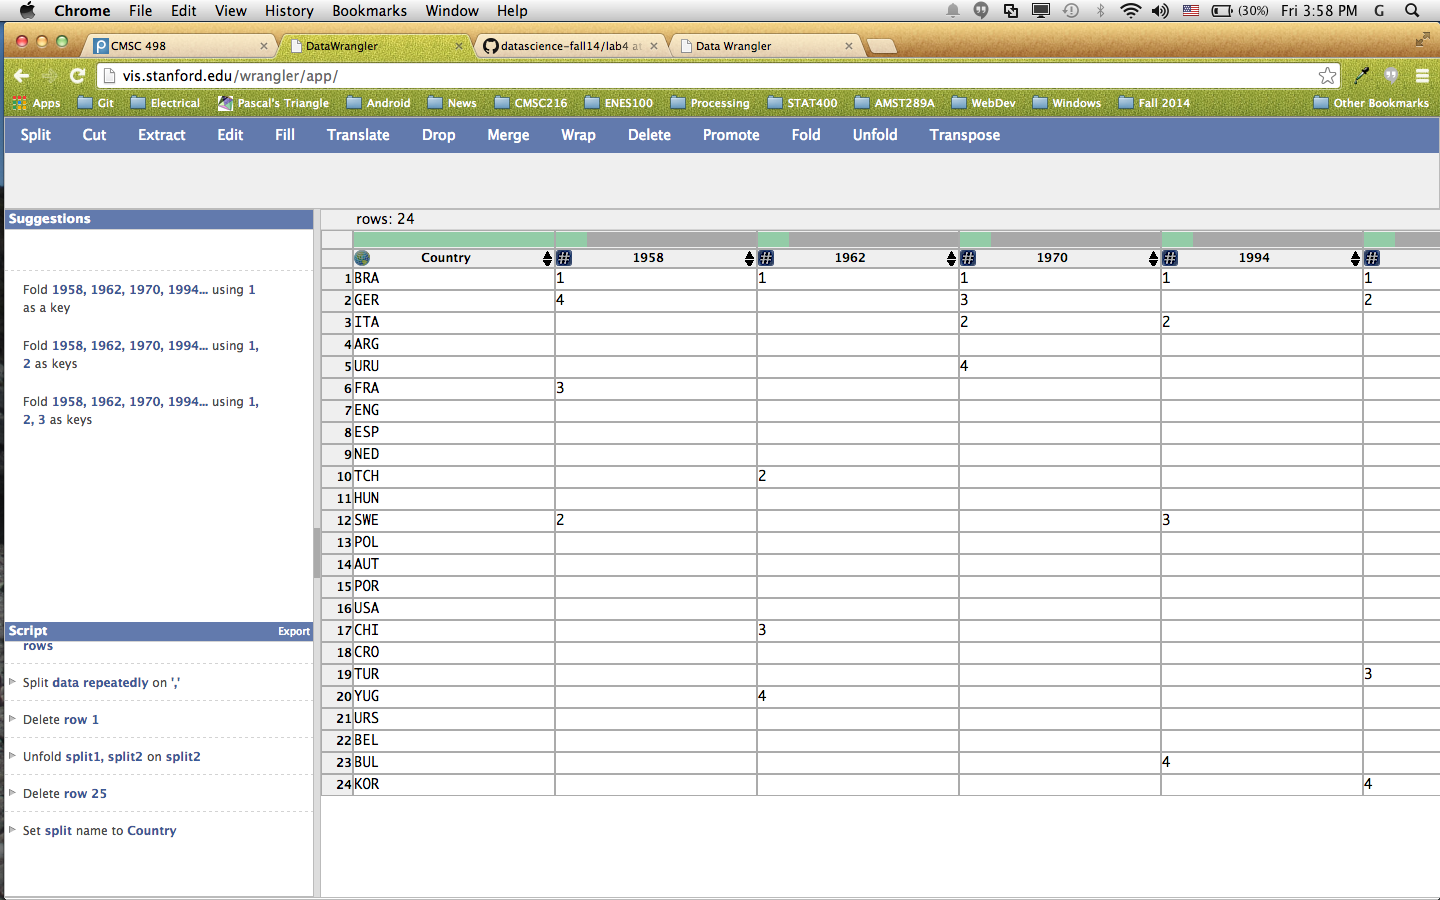 Chrome File Edit View History Bookmarks Window Help (30%) Fri 3:58 PM G
CMSC 498 DataWrangler datascience-fall14/lab4 at Data Wrangler
vis.stanford.edu/wrangler/app/
Apps Git Electrical Pascal's Triangle Android News CMSC216 ENES100 Processing STAT400 AMST289A WebDev Windows Fall 2014 Other Bookmarks
Split Cut Extract Edit Fill Translate Drop Merge Wrap Delete Promote Fold Unfold Transpose
Suggestions
Fold 1958, 1962, 1970, 1994... using 1
as a key
Fold 1958, 1962, 1970, 1994... using 1,
2 as keys
Fold 1958, 1962, 1970, 1994... using 1,
2, 3 as keys
Script Export
rows
Split data repeatedly on ','
Delete row 1
Unfold split1, split2 on split2
Delete row 25
Set split name to Country
rows: 24
Country # 1958 # 1962 # 1970 # 1994 #
1 BRA 1 1 1 1 1
2 GER 4 3 2
3 ITA 2 2
4 ARG
5 URU 4
6 FRA 3
7 ENG
8 ESP
9 NED
10 TCH 2
11 HUN
12 SWE 2 3
13 POL
14 AUT
15 POR
16 USA
17 CHI 3
18 CRO
19 TUR 3
20 YUG 4
21 URS
22 BEL
23 BUL 4
24 KOR 4